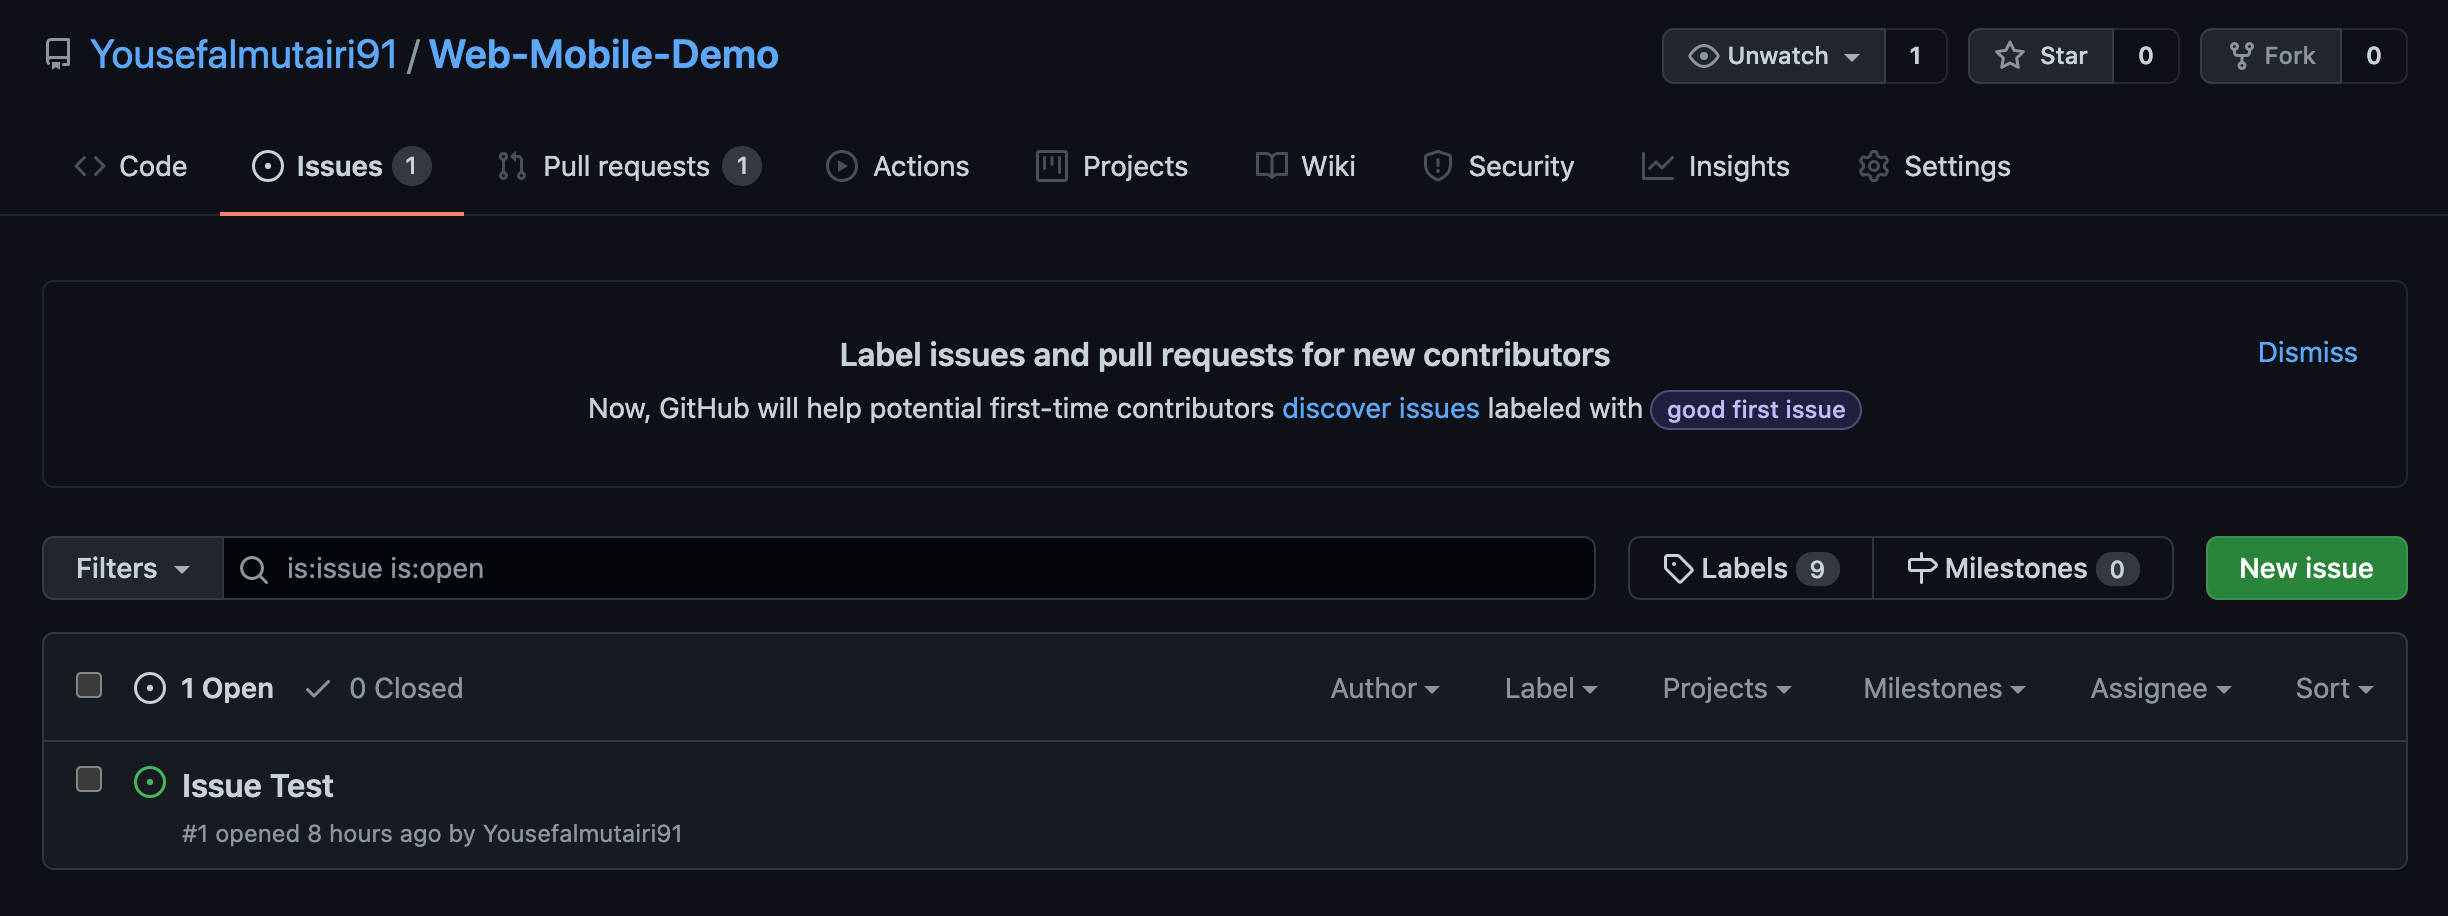 Yousefalmutairi91 / Web-Mobile-Demo
Unwatch 1 Star 0 Fork 0
Code Issues 1 Pull requests 1 Actions Projects Wiki Security Insights Settings
Label issues and pull requests for new contributors
Dismiss
Now, GitHub will help potential first-time contributors discover issues labeled with good first issue
Filters is:issue is:open Labels 9 Milestones 0 New issue
1 Open 0 Closed Author Label Projects Milestones Assignee Sort
Issue Test
#1 opened 8 hours ago by Yousefalmutairi91